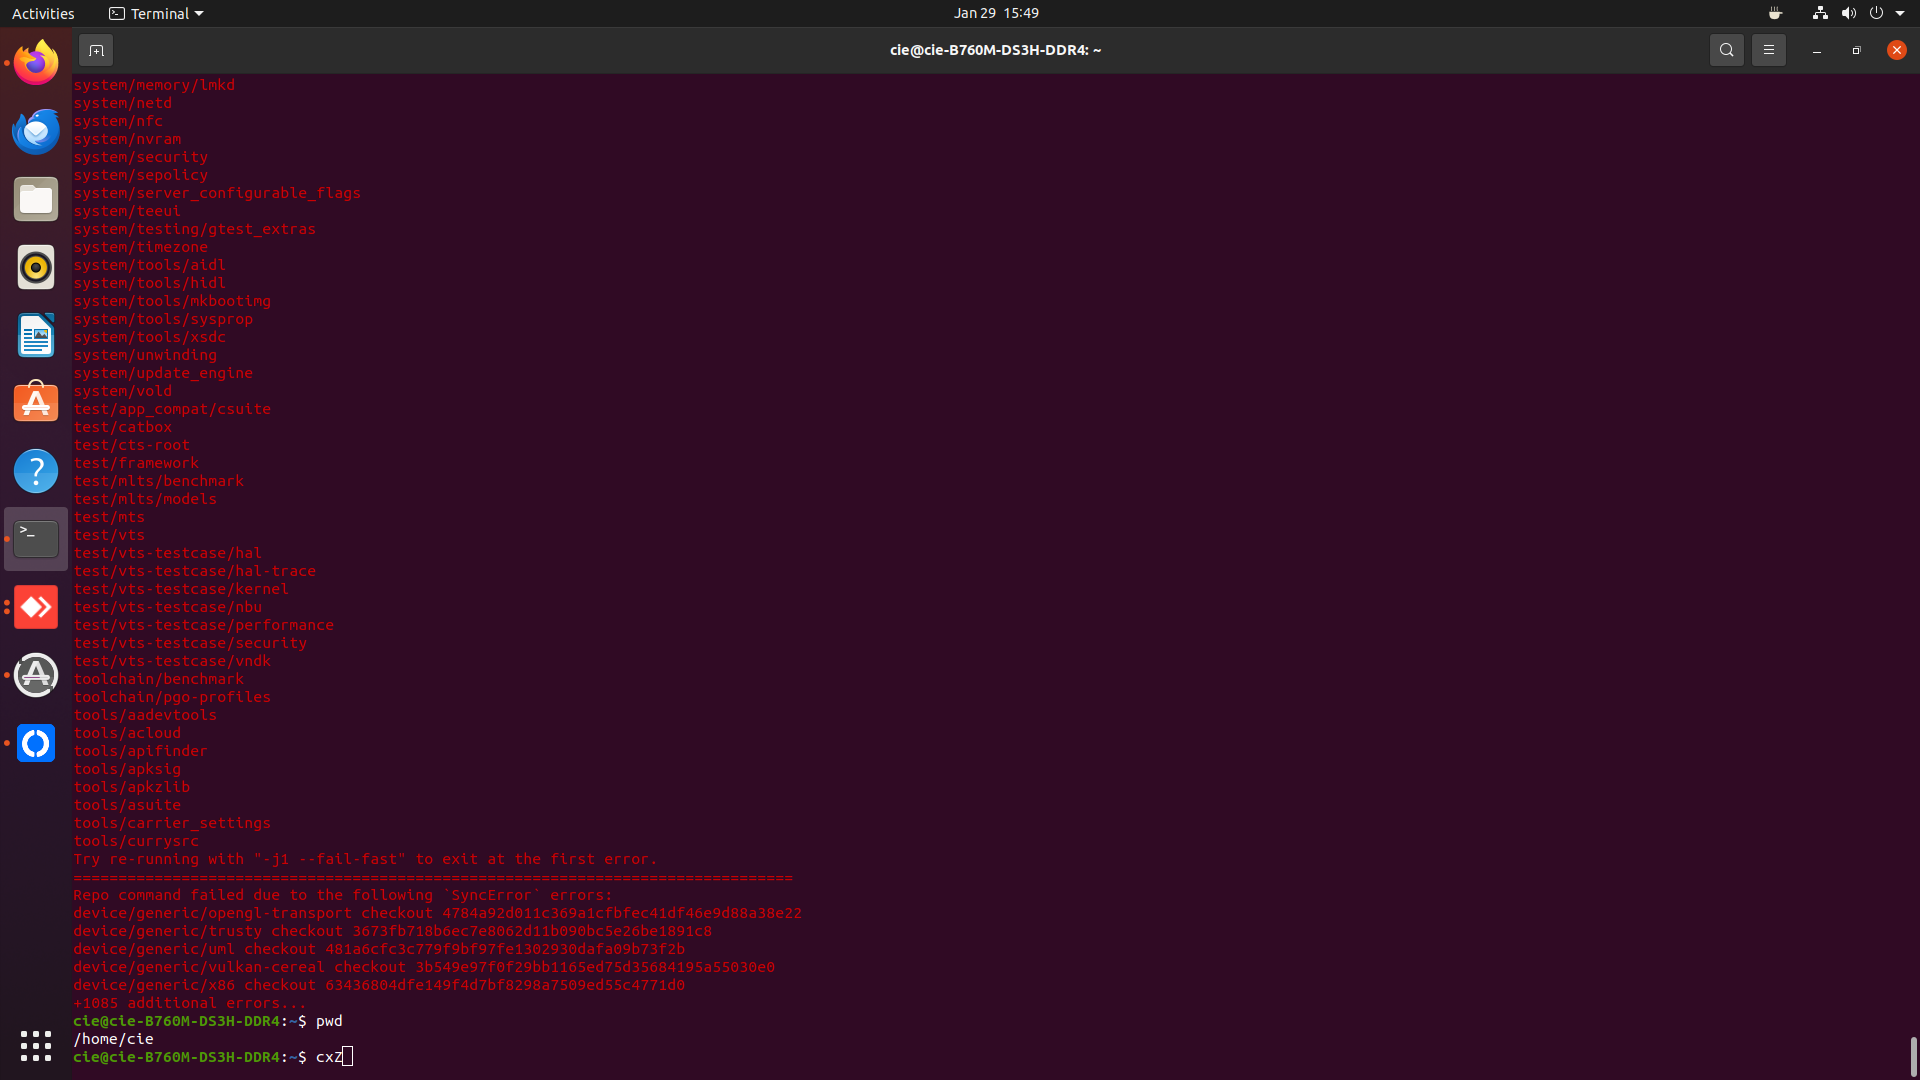 Activities
Terminal
Jan 29 15:49
cie@cie-B760M-DS3H-DDR4: ~
system/memory/lmkd
system/netd
system/nfc
system/nvram
system/security
system/sepolicy
system/server_configurable_flags
system/teeui
system/testing/gtest_extras
system/timezone
system/tools/aidl
system/tools/hidl
system/tools/mkbootimg
system/tools/sysprop
system/tools/xsdc
system/unwinding
system/update_engine
system/vold
test/app_compat/csuite
test/catbox
test/cts-root
test/framework
test/mlts/benchmark
test/mlts/models
test/mts
test/vts
test/vts-testcase/hal
test/vts-testcase/hal-trace
test/vts-testcase/kernel
test/vts-testcase/nbu
test/vts-testcase/performance
test/vts-testcase/security
test/vts-testcase/vndk
toolchain/benchmark
toolchain/pgo-profiles
tools/aadevtools
tools/acloud
tools/apifinder
tools/apksig
tools/apkzlib
tools/asuite
tools/carrier_settings
tools/currysrc
Try re-running with "-j1 --fail-fast" to exit at the first error.
================================================================================
Repo command failed due to the following `SyncError` errors:
device/generic/opengl-transport checkout 4784a92d011c369a1cfbfec41df46e9d88a38e22
device/generic/trusty checkout 3673fb718b6ec7e8062d11b090bc5e26be1891c8
device/generic/uml checkout 481a6cfc3c779f9bf97fe1302930dafa09b73f2b
device/generic/vulkan-cereal checkout 3b549e97f0f29bb1165ed75d35684195a55030e0
device/generic/x86 checkout 63436804dfe149f4d7bf8298a7509ed55c4771d0
+1085 additional errors...
cie@cie-B760M-DS3H-DDR4:~$ pwd
/home/cie
cie@cie-B760M-DS3H-DDR4:~$ cxZ